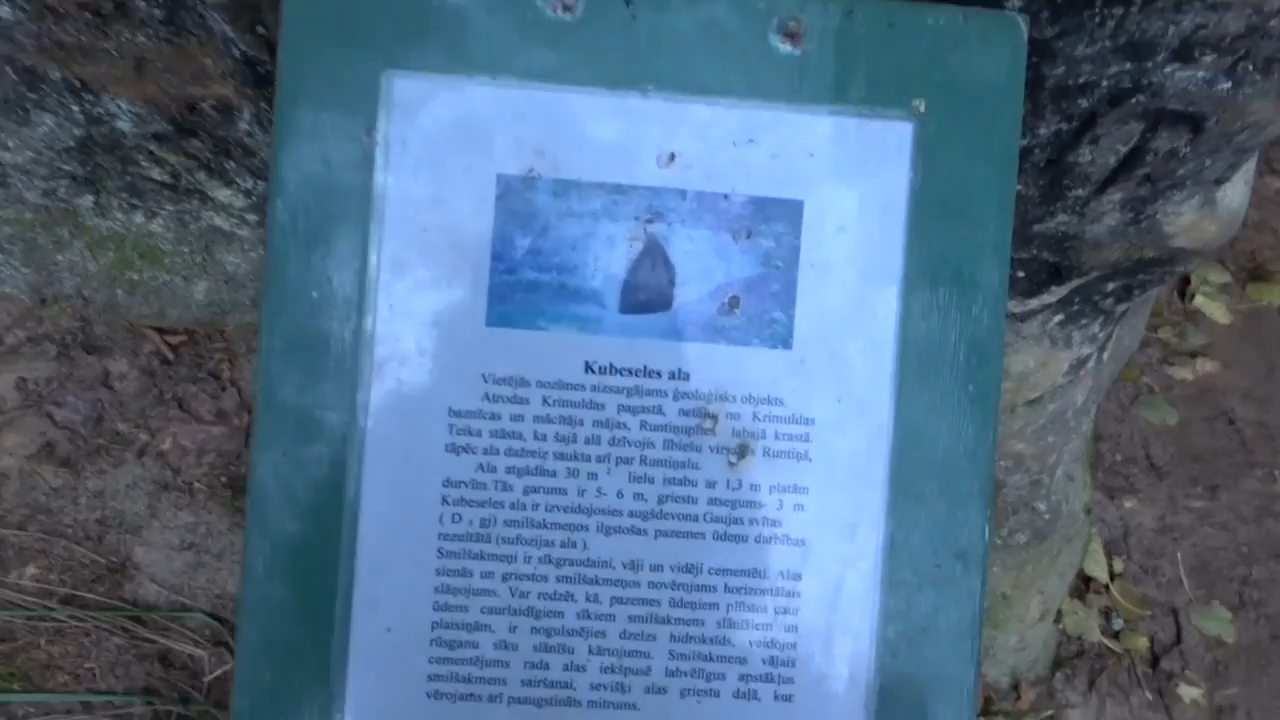 Kubeseles ala
Vietējās nozīmes aizsargājams ģeoloģisks objekts.
Atrodas Krimuldas pagastā, netālu no Krimuldas
baznīcas un mācītāja mājas, Runtiņupītes labajā krastā.
Teika stāsta, ka šajā alā dzīvojis lībiešu virsaitis Runtiņš,
tāpēc ala dažreiz saukta arī par Runtiņalu.
Ala atgādina 30 m ² lielu istabu ar 1,3 m platām
durvīm.Tās garums ir 5- 6 m, griestu atsegums- 3 m.
Kubeseles ala ir izveidojosies augšdevona Gaujas svītas
( D ₃ gj) smilšakmeņos ilgstošas pazemes ūdeņu darbības
rezultātā (sufozijas ala ).
Smilšakmeņi ir sīkgraudaini, vāji un vidēji cementēti. Alas
sienās un griestos smilšakmeņos novērojams horizontālais
slāņojums. Var redzēt, kā, pazemes ūdeņiem plūstot caur
ūdens caurlaidīgiem sīkiem smilšakmens slānīšiem un
plaisiņām, ir nogulsnējies dzelzs hidroksīds, veidojot
rūsganu sīku slānīšu kārtojumu. Smilšakmens vājais
cementējums rada alas iekšpusē labvēlīgus apstākļus
smilšakmens sairšanai, sevišķi alas griestu daļā, kur
vērojams arī paaugstināts mitrums.